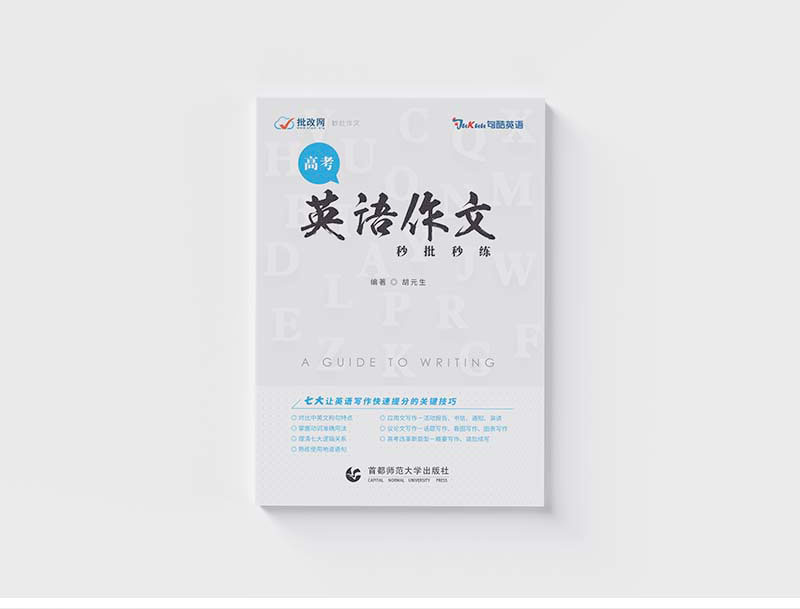 批改网 秒批作文 JuKuu 句酷英语
高考
英语作文
秒批秒练
编著 ◎ 胡元生
A GUIDE TO WRITING
七大让英语写作快速提分的关键技巧
○ 对比中英文构句特点 ○ 应用文写作—活动报告、书信、通知、演讲
○ 掌握动词准确用法 ○ 议论文写作—话题写作、看图写作、图表写作
○ 理清七大逻辑关系 ○ 高考改革新题型—概要写作、读后续写
○ 熟练使用地道语句
首都师范大学出版社
CAPITAL NORMAL UNIVERSITY PRESS